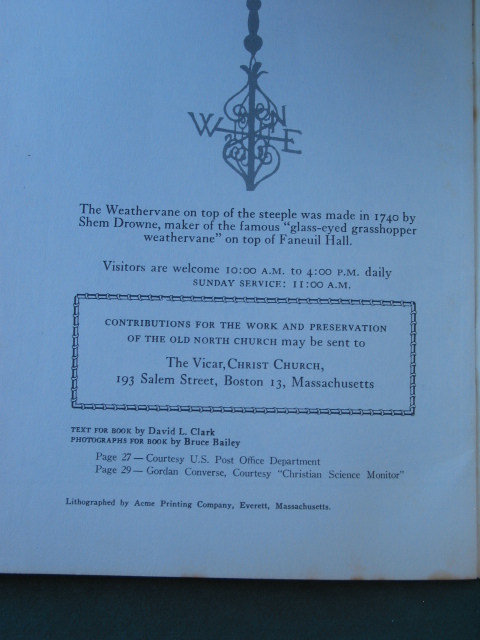 W N E
The Weathervane on top of the steeple was made in 1740 by
Shem Drowne, maker of the famous "glass-eyed grasshopper
weathervane" on top of Faneuil Hall.
Visitors are welcome 10:00 A.M. to 4:00 P.M. daily
SUNDAY SERVICE: 11:00 A.M.
CONTRIBUTIONS FOR THE WORK AND PRESERVATION
OF THE OLD NORTH CHURCH may be sent to
The Vicar, CHRIST CHURCH,
193 Salem Street, Boston 13, Massachusetts
TEXT FOR BOOK by David L. Clark
PHOTOGRAPHS FOR BOOK by Bruce Bailey
Page 27 — Courtesy U.S. Post Office Department
Page 29 — Gordan Converse, Courtesy "Christian Science Monitor"
Lithographed by Acme Printing Company, Everett, Massachusetts.